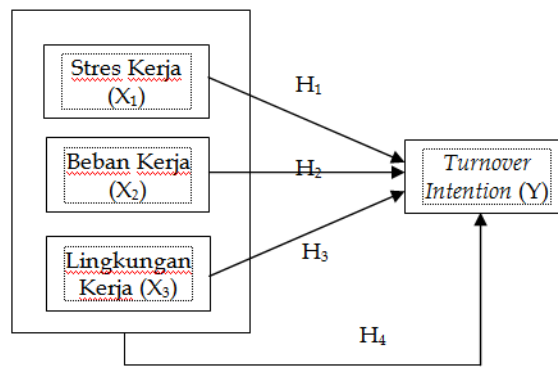 Stres Kerja
(X₁)
H₁
Beban Kerja
(X₂)
H₂
Turnover
Intention (Y)
Lingkungan
Kerja (X₃)
H₃
H₄